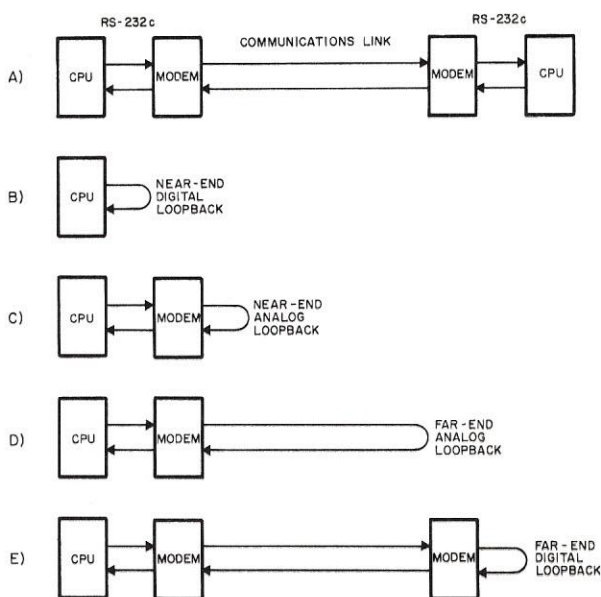 RS-232c
RS-232c
COMMUNICATIONS LINK
A)
CPU
MODEM
MODEM
CPU
B)
CPU
NEAR-END
DIGITAL
LOOPBACK
C)
CPU
MODEM
NEAR-END
ANALOG
LOOPBACK
D)
CPU
MODEM
FAR-END
ANALOG
LOOPBACK
E)
CPU
MODEM
MODEM
FAR-END
DIGITAL
LOOPBACK